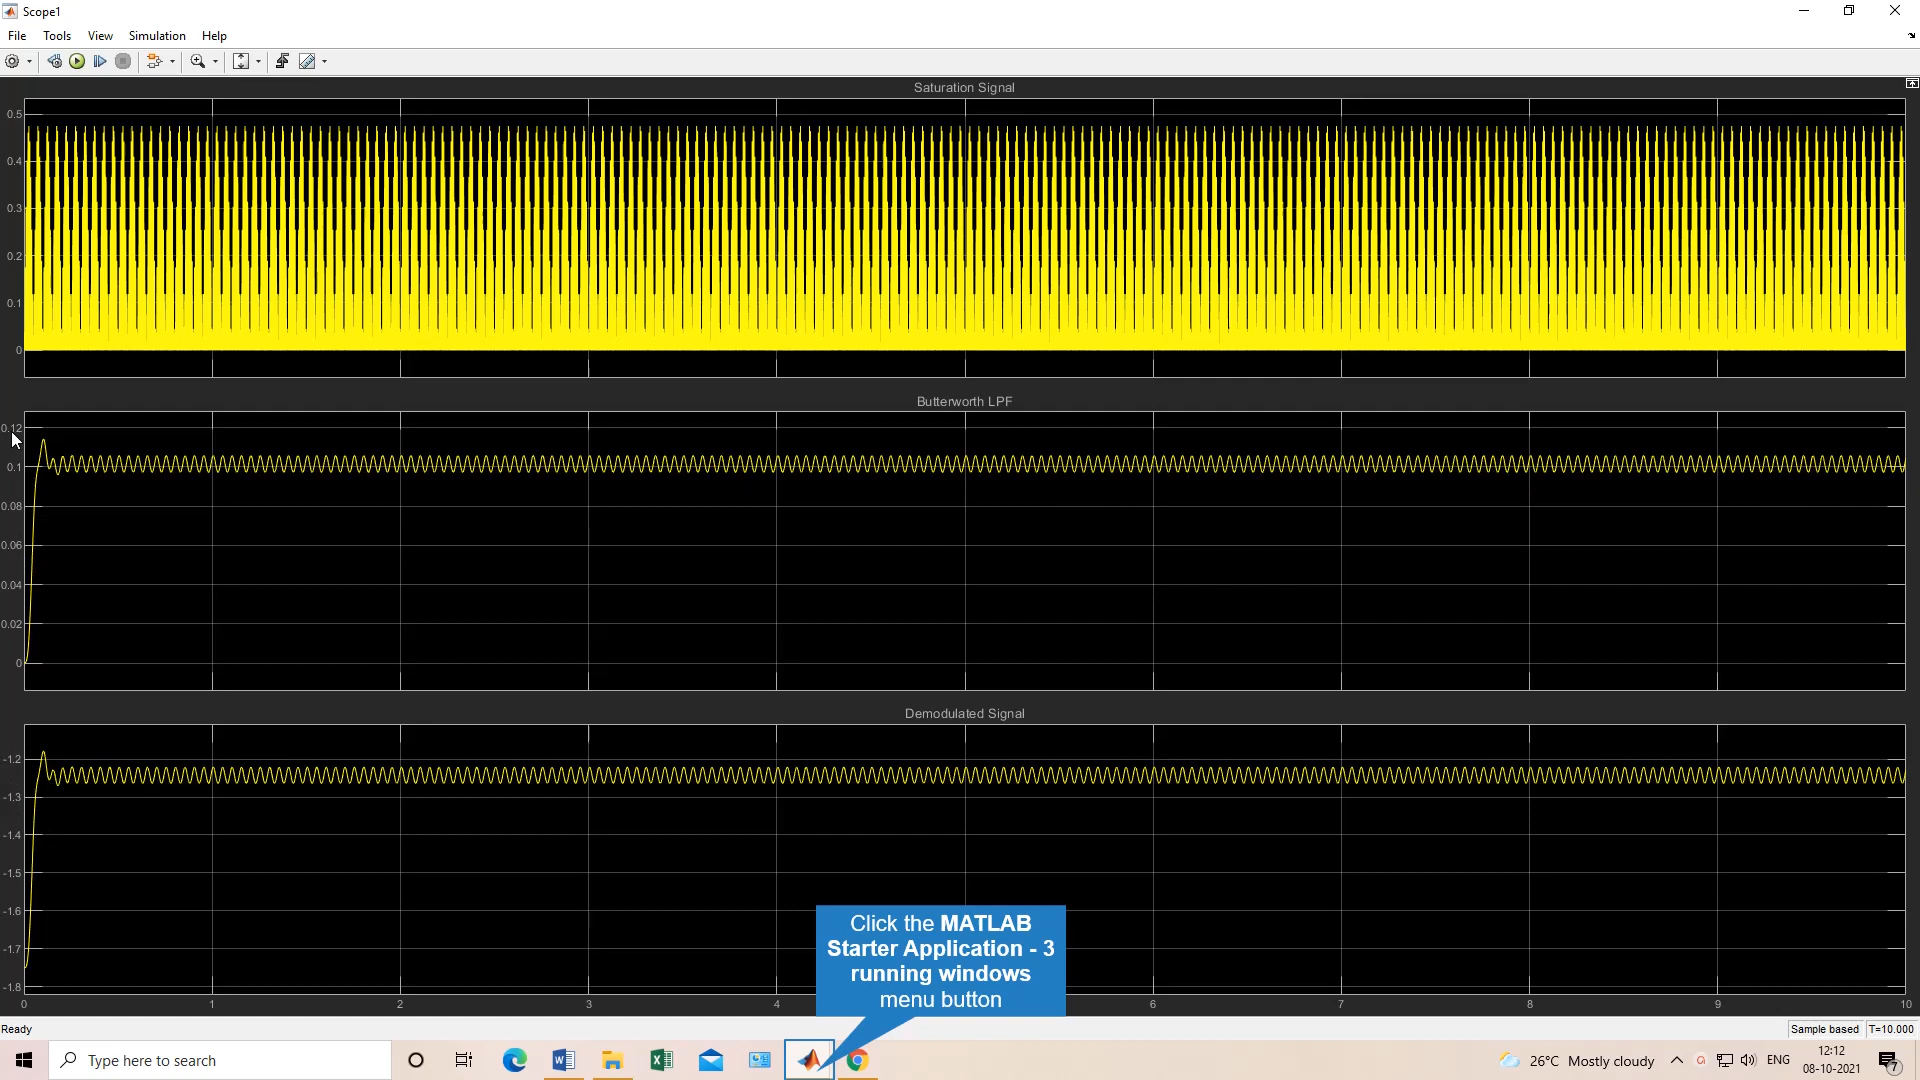 Scope1
File Tools View Simulation Help
Saturation Signal
0.5
0.4
0.3
0.2
0.1
0
Butterworth LPF
0.12
0.1
0.08
0.06
0.04
0.02
0
Demodulated Signal
-1.2
-1.3
-1.4
-1.5
-1.6
-1.7
-1.8
0 1 2 3 4 6 7 8 9 10
Click the MATLAB
Starter Application - 3
running windows
menu button
Ready
Sample based T=10.000
Type here to search
26°C Mostly cloudy
ENG
12:12
08-10-2021
7